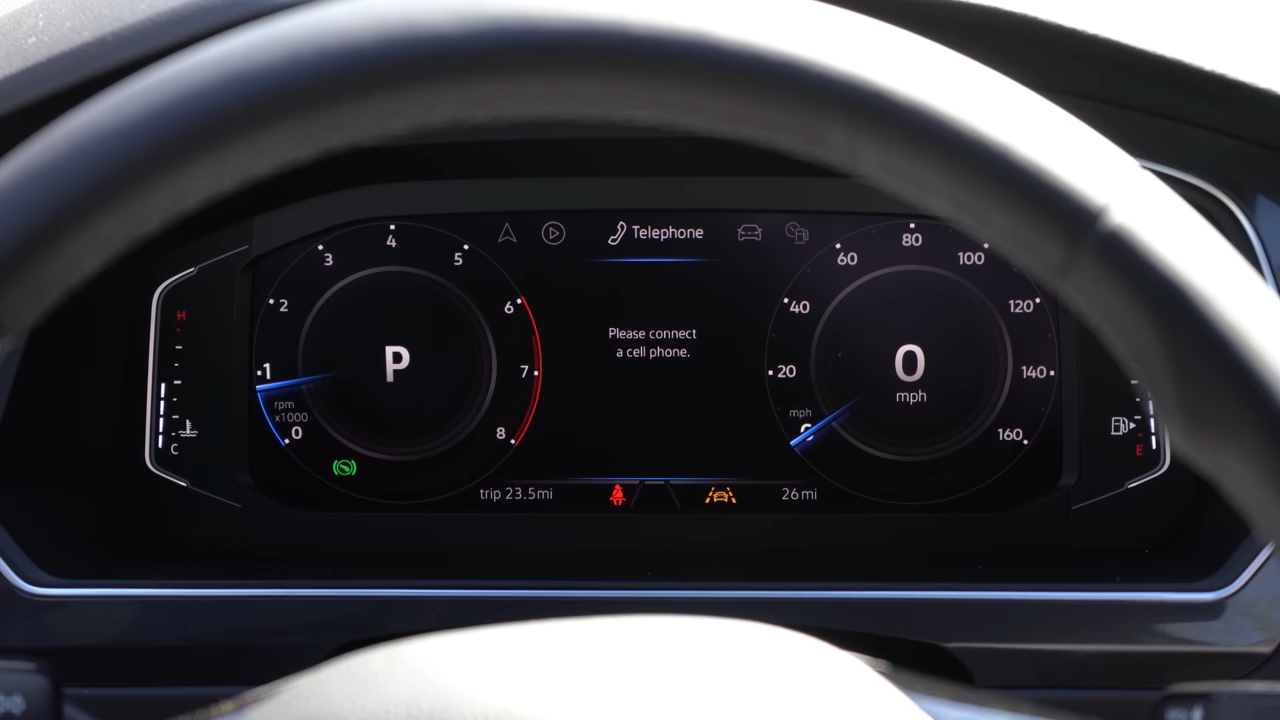 Telephone
Please connect
a cell phone.
H
C
0
1
2
3
4
5
6
7
8
rpm
x1000
P
20
40
60
80
100
120
140
160
mph
0
mph
E
trip 23.5mi
26mi